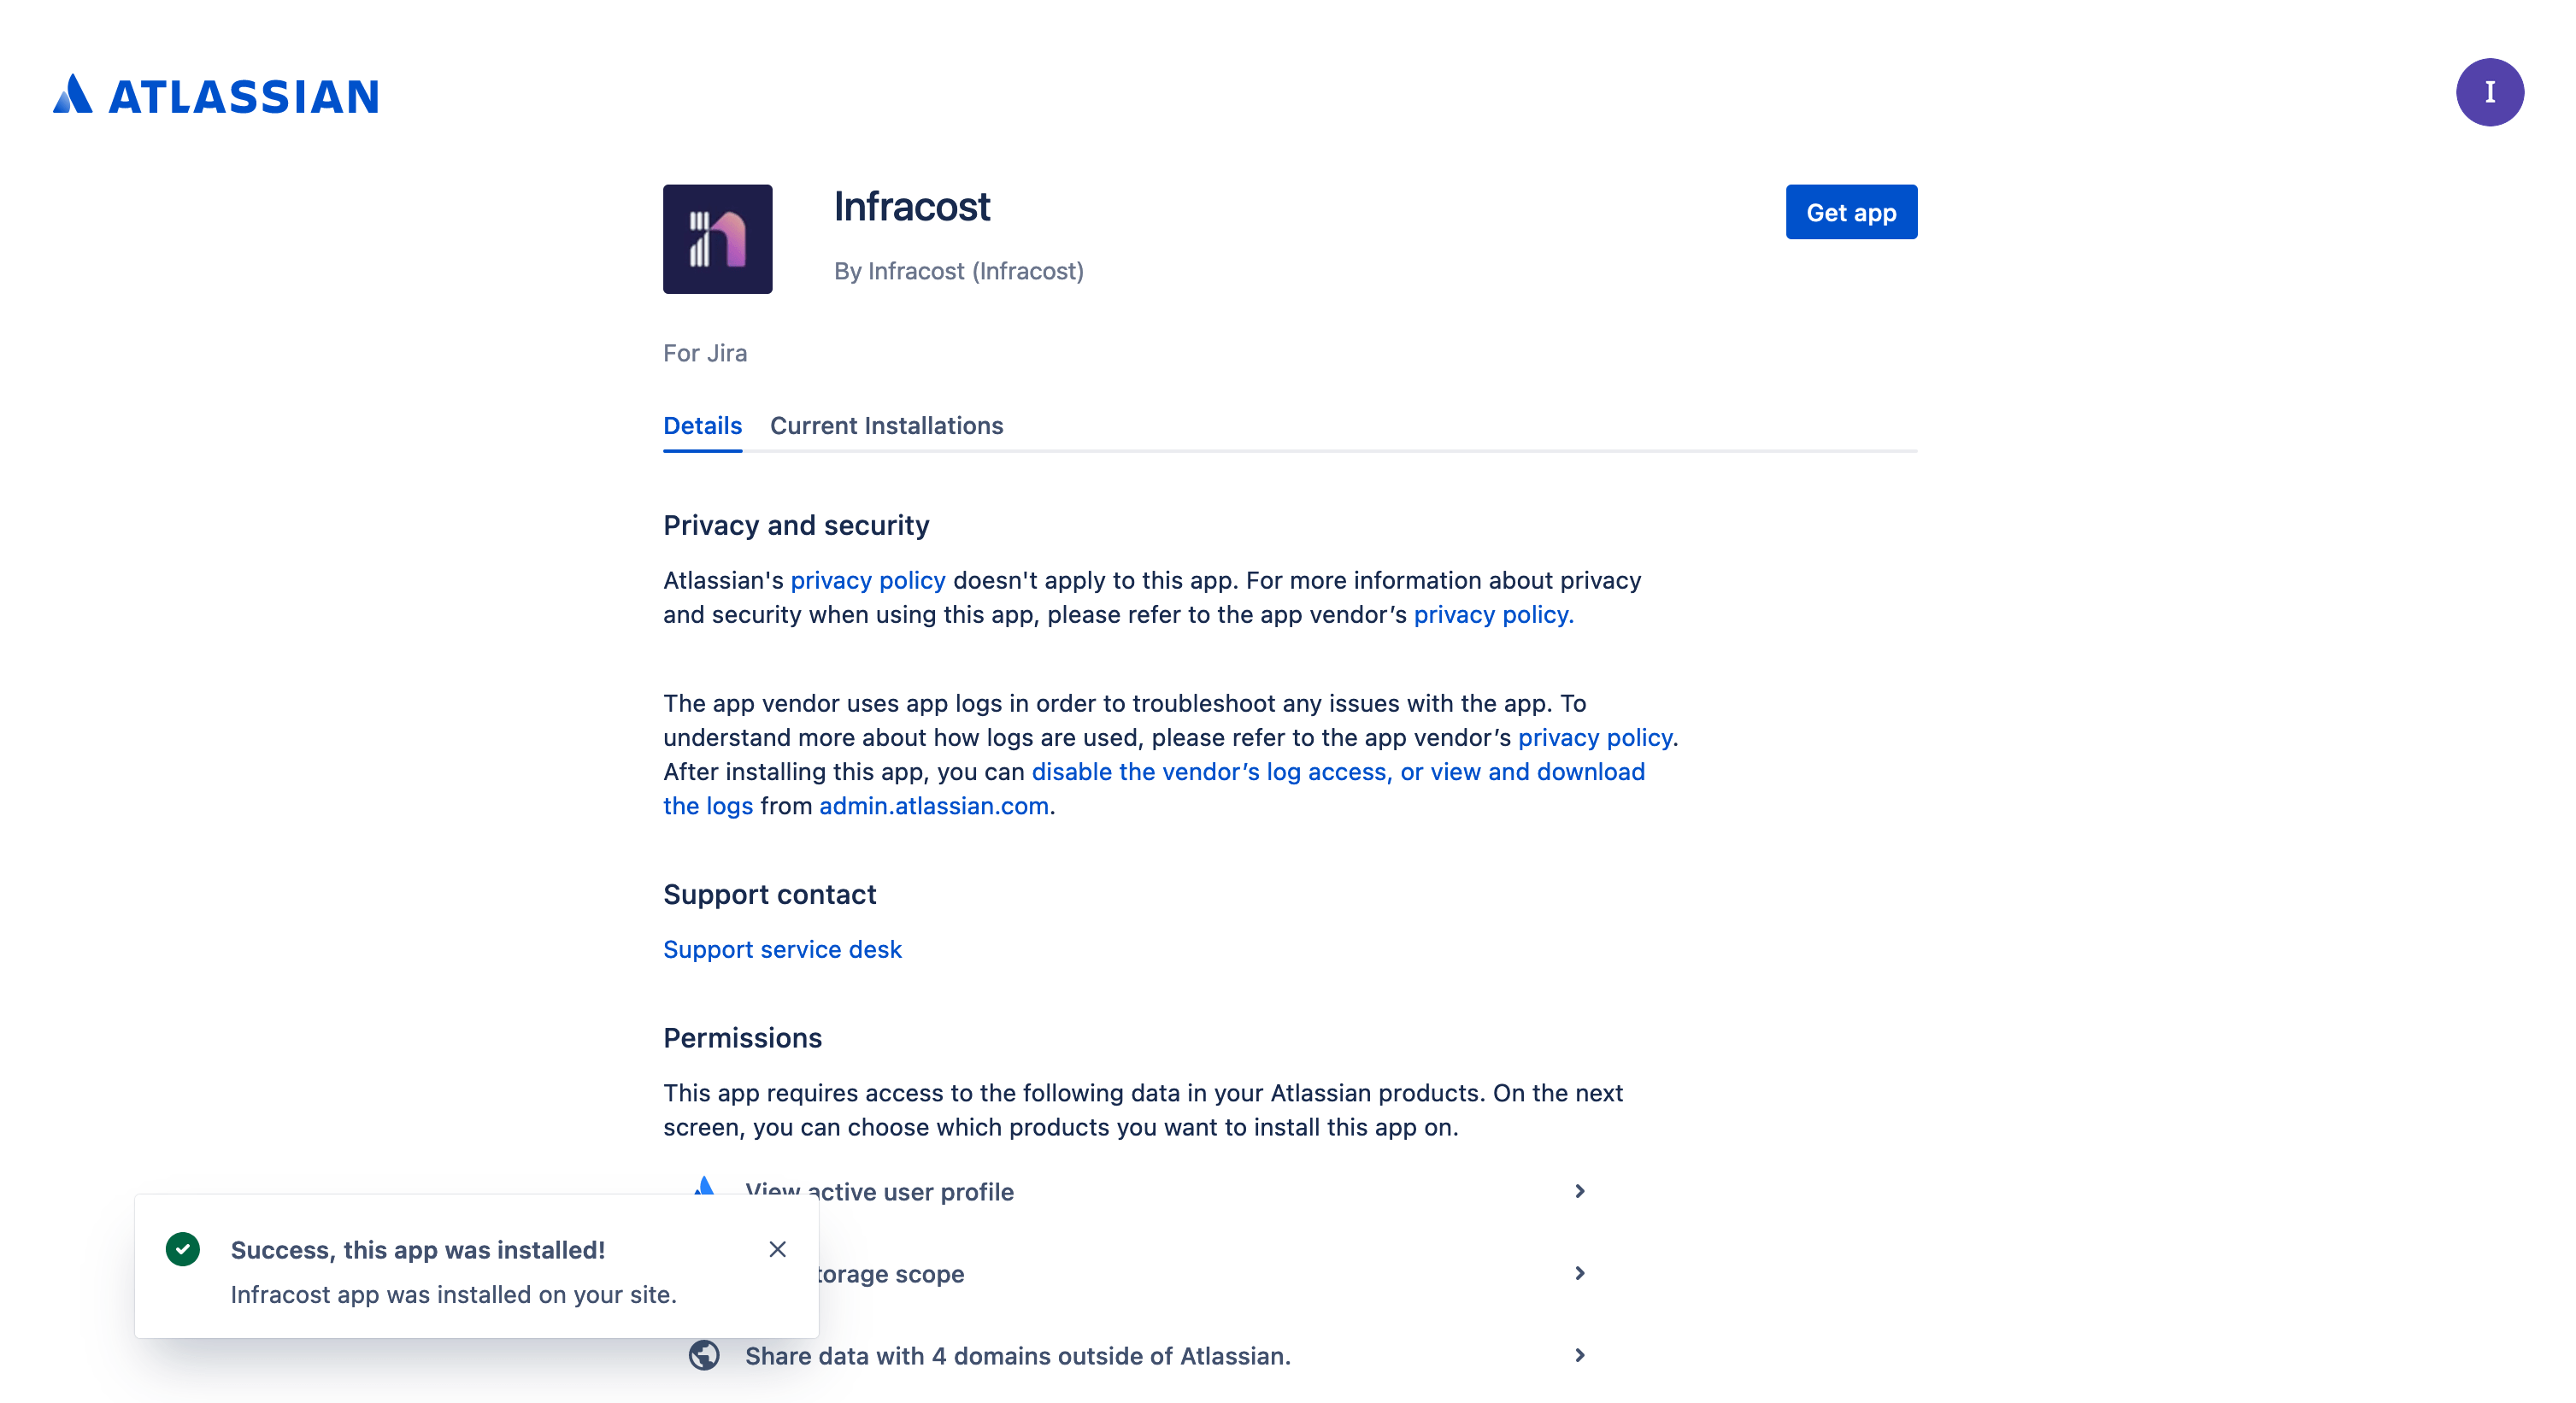 ATLASSIAN
I
Infracost
Get app
By Infracost (Infracost)
For Jira
Details
Current Installations
Privacy and security
Atlassian's privacy policy doesn't apply to this app. For more information about privacy
and security when using this app, please refer to the app vendor’s privacy policy.
The app vendor uses app logs in order to troubleshoot any issues with the app. To
understand more about how logs are used, please refer to the app vendor’s privacy policy.
After installing this app, you can disable the vendor’s log access, or view and download
the logs from admin.atlassian.com.
Support contact
Support service desk
Permissions
This app requires access to the following data in your Atlassian products. On the next
screen, you can choose which products you want to install this app on.
View active user profile
scope
Share data with 4 domains outside of Atlassian.
Success, this app was installed!
Infracost app was installed on your site.